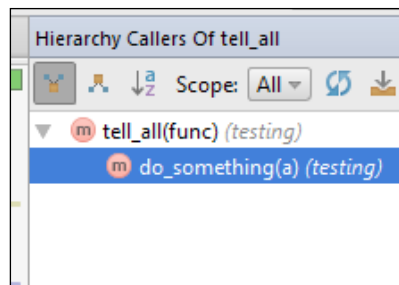 Hierarchy Callers Of tell_all
a z Scope: All
m tell_all(func) (testing)
m do_something(a) (testing)